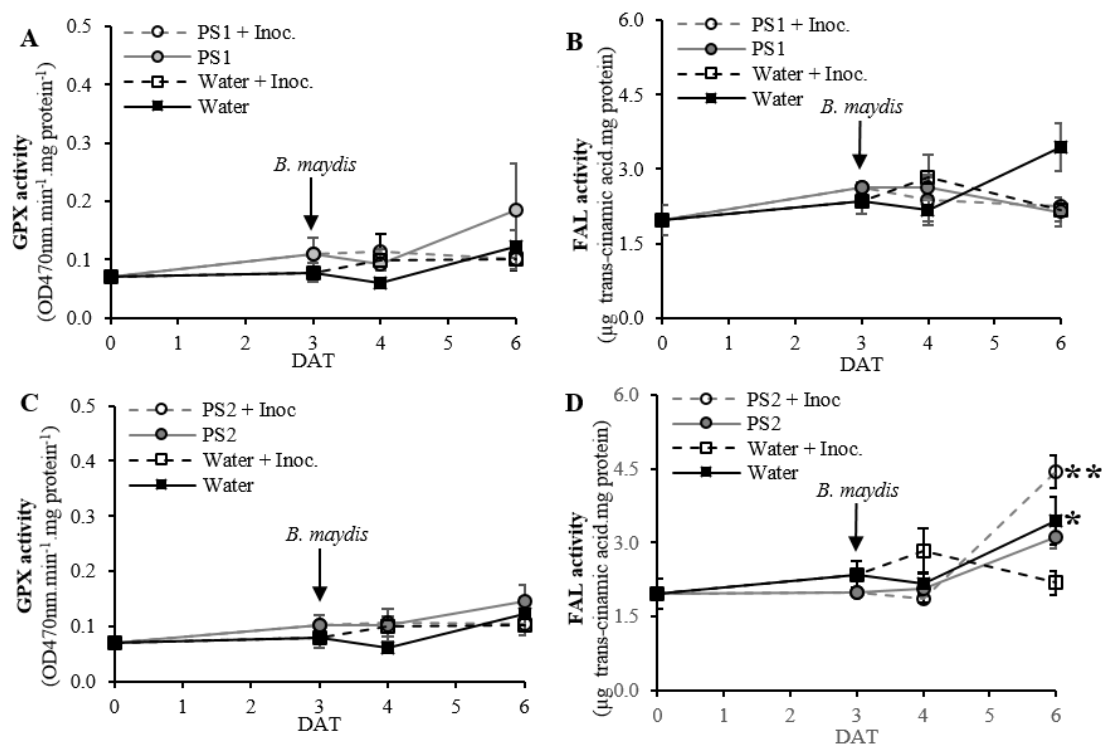 A
GPX activity
(OD470nm.min⁻¹.mg protein⁻¹)
0.5
0.4
0.3
0.2
0.1
0.0
PS1 + Inoc.
PS1
Water + Inoc.
Water
B. maydis
0 1 2 3 4 5 6
DAT
B
FAL activity
(µg trans-cinamic acid.mg protein)
6.0
4.5
3.0
1.5
0.0
PS1 + Inoc.
PS1
Water + Inoc.
Water
B. maydis
0 1 2 3 4 5 6
DAT
C
GPX activity
(OD470nm.min⁻¹.mg protein⁻¹)
0.5
0.4
0.3
0.2
0.1
0.0
PS2 + Inoc
PS2
Water + Inoc.
Water
B. maydis
0 1 2 3 4 5 6
DAT
D
FAL activity
(µg trans-cinamic acid.mg protein)
6.0
4.5
3.0
1.5
0.0
PS2 + Inoc
PS2
Water + Inoc.
Water
B. maydis
**
*
0 1 2 3 4 5 6
DAT